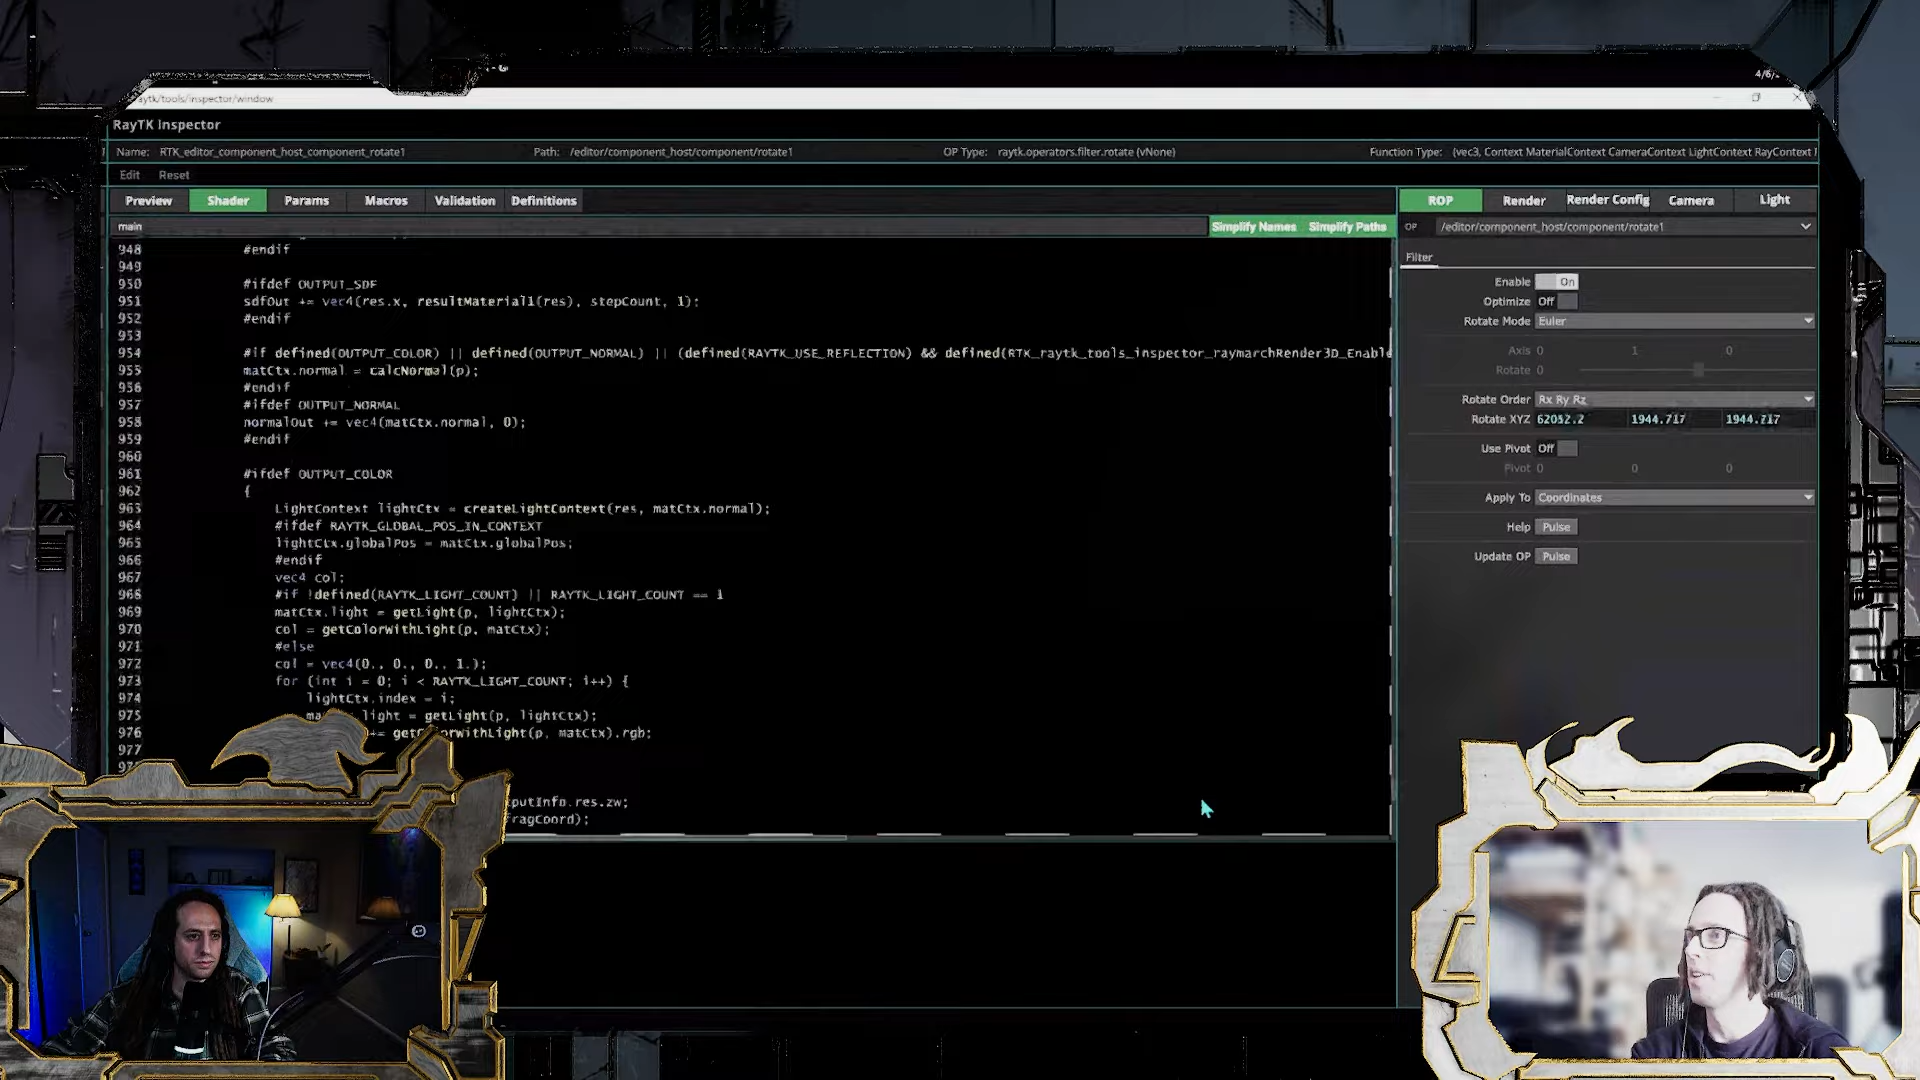 4/6/
raytk/tools/inspector/window
RayTK Inspector
Name: RTK_editor_component_host_component_rotate1 Path: /editor/component_host/component/rotate1 OP Type: raytk.operators.filter.rotate (vNone) Function Type: (vec3, Context MaterialContext CameraContext LightContext RayContext
Edit Reset
Preview Shader Params Macros Validation Definitions
main Simplify Names Simplify Paths
948 #endif
949
950 #ifdef OUTPUT_SDF
951 sdfOut += vec4(res.x, resultMaterial1(res), stepCount, 1);
952 #endif
953
954 #if defined(OUTPUT_COLOR) || defined(OUTPUT_NORMAL) || (defined(RAYTK_USE_REFLECTION) && defined(RTK_raytk_tools_inspector_raymarchRender3D_Enable
955 matCtx.normal = calcNormal(p);
956 #endif
957 #ifdef OUTPUT_NORMAL
958 normalOut += vec4(matCtx.normal, 0);
959 #endif
960
961 #ifdef OUTPUT_COLOR
962 {
963 LightContext lightCtx = createLightContext(res, matCtx.normal);
964 #ifdef RAYTK_GLOBAL_POS_IN_CONTEXT
965 lightCtx.globalPos = matCtx.globalPos;
966 #endif
967 vec4 col;
968 #if !defined(RAYTK_LIGHT_COUNT) || RAYTK_LIGHT_COUNT == 1
969 matCtx.light = getLight(p, lightCtx);
970 col = getColorWithLight(p, matCtx);
971 #else
972 col = vec4(0., 0., 0., 1.);
973 for (int i = 0; i < RAYTK_LIGHT_COUNT; i++) {
974 lightCtx.index = i;
975 light = getLight(p, lightCtx);
976 += getColorWithLight(p, matCtx).rgb;
977
putInfo.res.zw;
fragCoord);
ROP Render Render Config Camera Light
OP /editor/component_host/component/rotate1
Filter
Enable On
Optimize Off
Rotate Mode Euler
Axis 0 1 0
Rotate 0
Rotate Order Rx Ry Rz
Rotate XYZ 62052.2 1944.717 1944.717
Use Pivot Off
Pivot 0 0 0
Apply To Coordinates
Help Pulse
Update OP Pulse